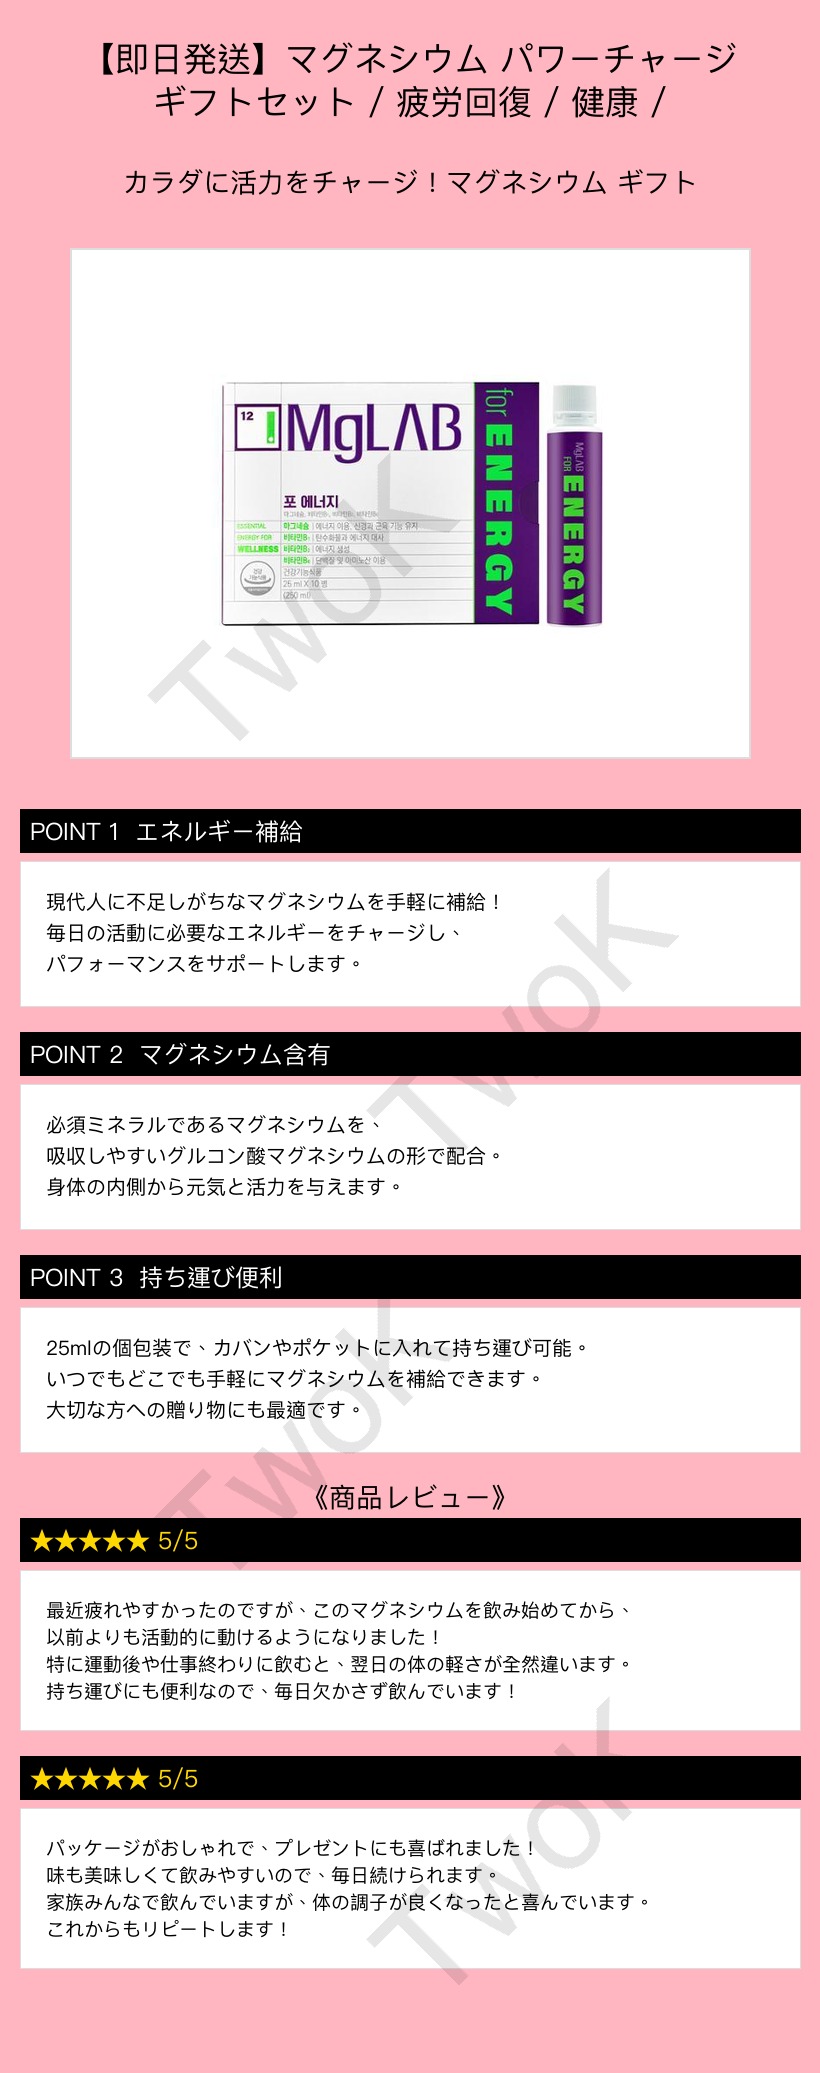 【即日発送】マグネシウム パワーチャージ
ギフトセット / 疲労回復 / 健康 /
カラダに活力をチャージ！マグネシウム ギフト
12
MgLAB
for ENERGY
포 에너지
마그네슘, 비타민B₁, 비타민B₂, 비타민B₆
ESSENTIAL
마그네슘 | 에너지 이용, 신경과 근육 기능 유지
ENERGY FOR
비타민B₁ | 탄수화물과 에너지 대사
WELLNESS
비타민B₂ | 에너지 생성
비타민B₆ | 단백질 및 아미노산 이용
건강기능식품
25 ml X 10 병
(250 ml)
건강
기능식품
MgLAB
FOR ENERGY
TwoK
POINT 1 エネルギー補給
現代人に不足しがちなマグネシウムを手軽に補給！
毎日の活動に必要なエネルギーをチャージし、
パフォーマンスをサポートします。
TwoK
POINT 2 マグネシウム含有
必須ミネラルであるマグネシウムを、
吸収しやすいグルコン酸マグネシウムの形で配合。
身体の内側から元気と活力を与えます。
POINT 3 持ち運び便利
25mlの個包装で、カバンやポケットに入れて持ち運び可能。
いつでもどこでも手軽にマグネシウムを補給できます。
大切な方への贈り物にも最適です。
TwoK
《商品レビュー》
★★★★★ 5/5
最近疲れやすかったのですが、このマグネシウムを飲み始めてから、
以前よりも活動的に動けるようになりました！
特に運動後や仕事終わりに飲むと、翌日の体の軽さが全然違います。
持ち運びにも便利なので、毎日欠かさず飲んでいます！
★★★★★ 5/5
パッケージがおしゃれで、プレゼントにも喜ばれました！
味も美味しくて飲みやすいので、毎日続けられます。
家族みんなで飲んでいますが、体の調子が良くなったと喜んでいます。
これからもリピートします！
TwoK